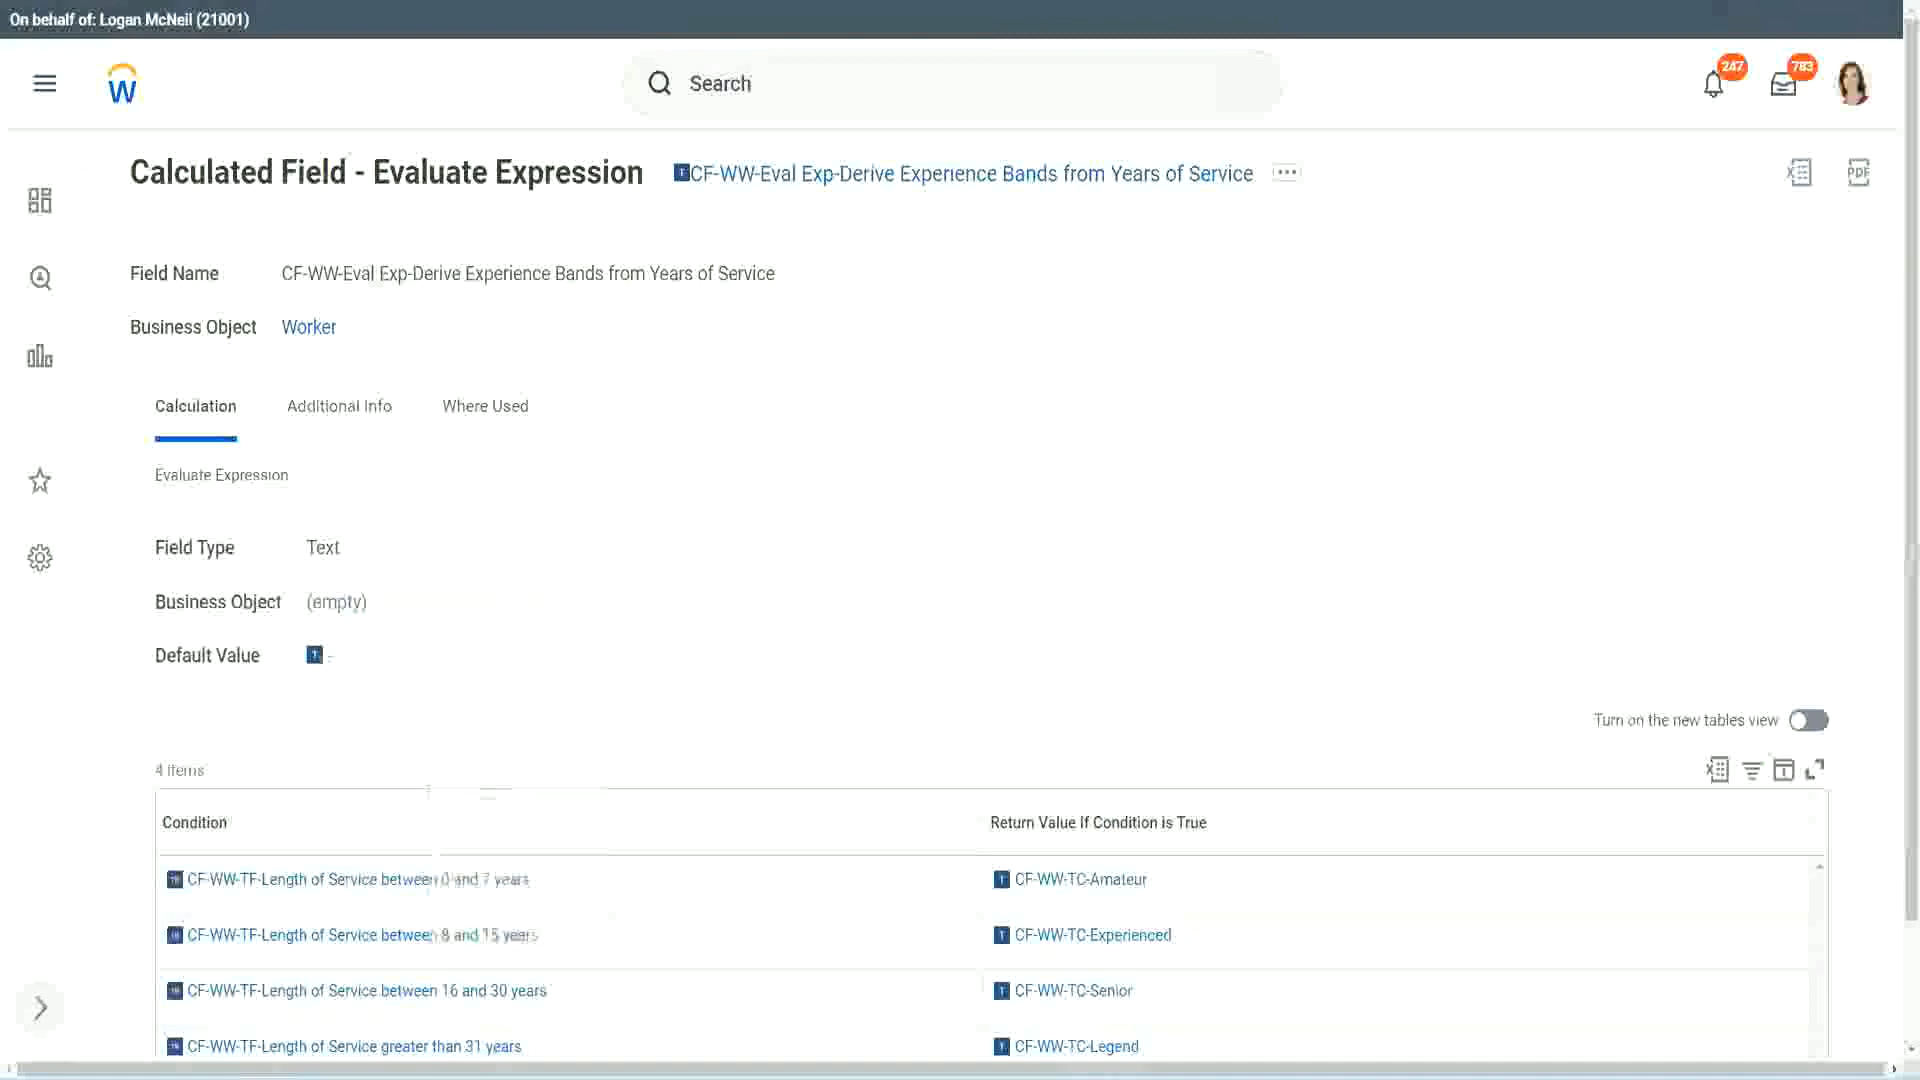 On behalf of: Logan McNeil (21001)
W
Search
247
783
Calculated Field - Evaluate Expression
CF-WW-Eval Exp-Derive Experience Bands from Years of Service
PDF
Field Name CF-WW-Eval Exp-Derive Experience Bands from Years of Service
Business Object Worker
Calculation Additional Info Where Used
Evaluate Expression
Field Type Text
Business Object (empty)
Default Value T -
Turn on the new tables view
4 items
Condition Return Value If Condition is True
CF-WW-TF-Length of Service between 0 and 7 years T CF-WW-TC-Amateur
CF-WW-TF-Length of Service between 8 and 15 years T CF-WW-TC-Experienced
CF-WW-TF-Length of Service between 16 and 30 years T CF-WW-TC-Senior
CF-WW-TF-Length of Service greater than 31 years T CF-WW-TC-Legend